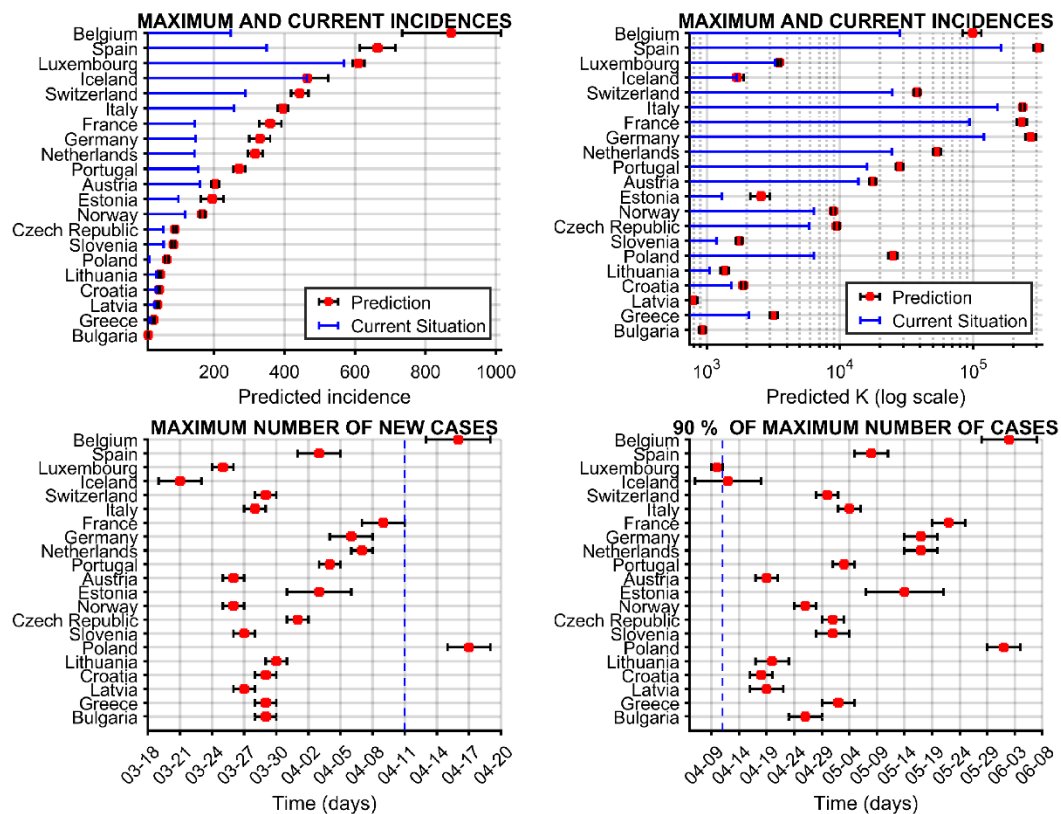 MAXIMUM AND CURRENT INCIDENCES
Belgium
Spain
Luxembourg
Iceland
Switzerland
Italy
France
Germany
Netherlands
Portugal
Austria
Estonia
Norway
Czech Republic
Slovenia
Poland
Lithuania
Croatia
Latvia
Greece
Bulgaria
Prediction
Current Situation
200 400 600 800 1000
Predicted incidence
MAXIMUM AND CURRENT INCIDENCES
Belgium
Spain
Luxembourg
Iceland
Switzerland
Italy
France
Germany
Netherlands
Portugal
Austria
Estonia
Norway
Czech Republic
Slovenia
Poland
Lithuania
Croatia
Latvia
Greece
Bulgaria
Prediction
Current Situation
10³ 10⁴ 10⁵
Predicted K (log scale)
MAXIMUM NUMBER OF NEW CASES
Belgium
Spain
Luxembourg
Iceland
Switzerland
Italy
France
Germany
Netherlands
Portugal
Austria
Estonia
Norway
Czech Republic
Slovenia
Poland
Lithuania
Croatia
Latvia
Greece
Bulgaria
03-18 03-21 03-24 03-27 03-30 04-02 04-05 04-08 04-11 04-14 04-17 04-20
Time (days)
90 % OF MAXIMUM NUMBER OF CASES
Belgium
Spain
Luxembourg
Iceland
Switzerland
Italy
France
Germany
Netherlands
Portugal
Austria
Estonia
Norway
Czech Republic
Slovenia
Poland
Lithuania
Croatia
Latvia
Greece
Bulgaria
04-09 04-14 04-19 04-24 04-29 05-04 05-09 05-14 05-19 05-24 05-29 06-03 06-08
Time (days)